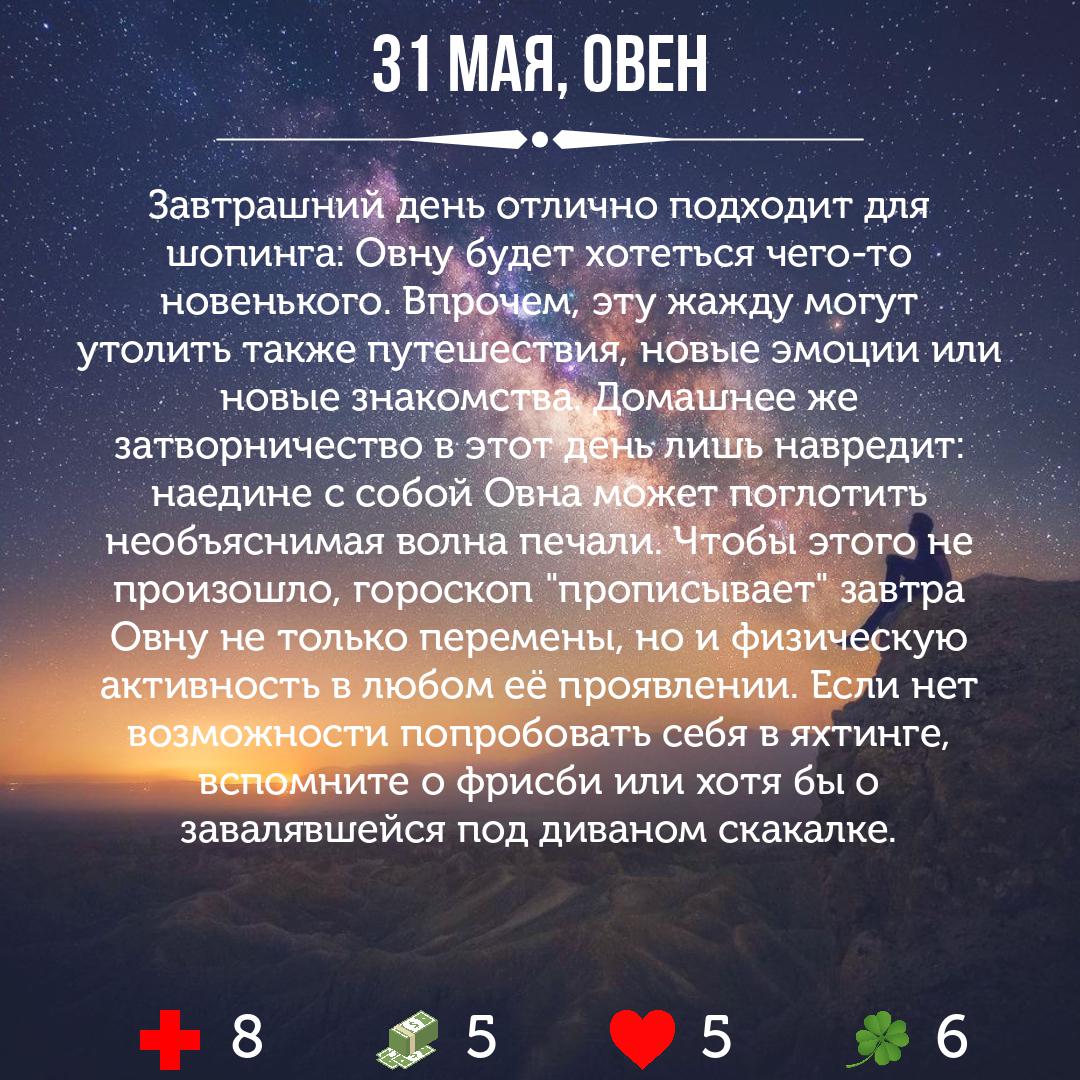 31 МАЯ, ОВЕН
Завтрашний день отлично подходит для
шопинга: Овну будет хотеться чего-то
новенького. Впрочем, эту жажду могут
утолить также путешествия, новые эмоции или
новые знакомства. Домашнее же
затворничество в этот день лишь навредит:
наедине с собой Овна может поглотить
необъяснимая волна печали. Чтобы этого не
произошло, гороскоп "прописывает" завтра
Овну не только перемены, но и физическую
активность в любом её проявлении. Если нет
возможности попробовать себя в яхтинге,
вспомните о фрисби или хотя бы о
завалявшейся под диваном скакалке.
8 5 5 6